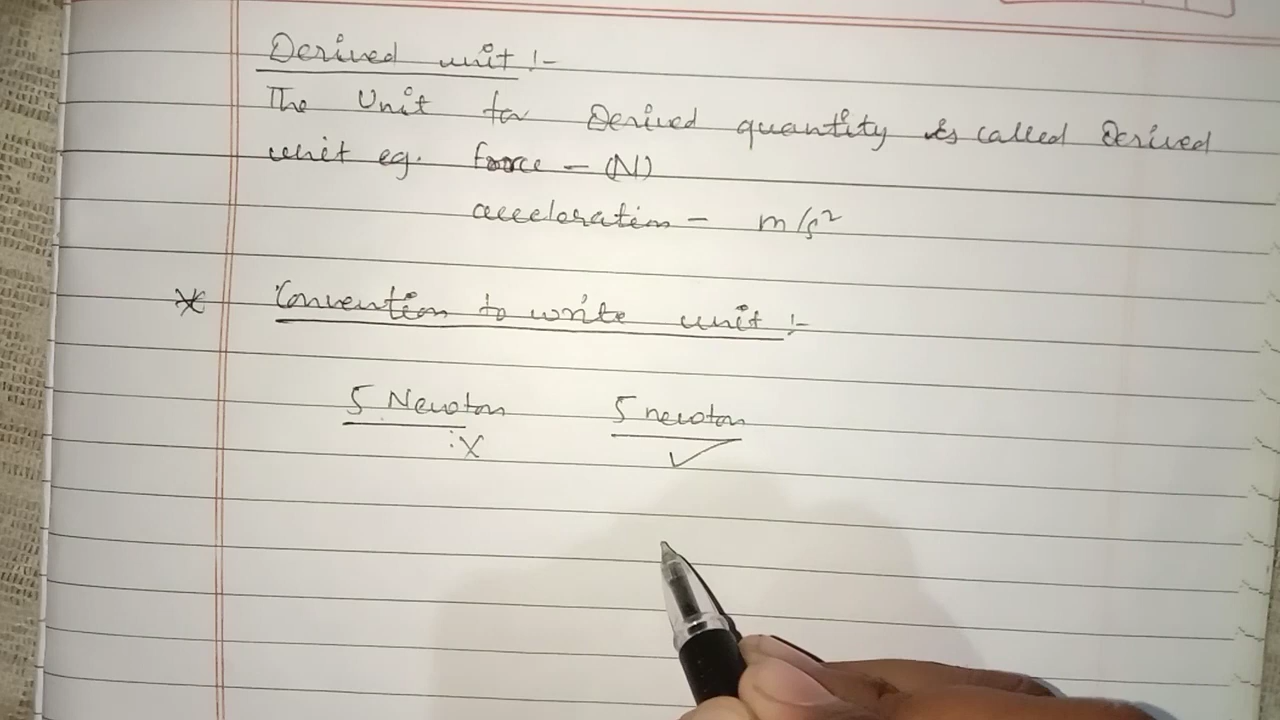 Derived unit :-
The Unit for Derived quantity is called Derived
unit eg. Force - (N)
acceleration - m/s²
* Convention to write unit :-
5 Newton 5 newton
X ✓